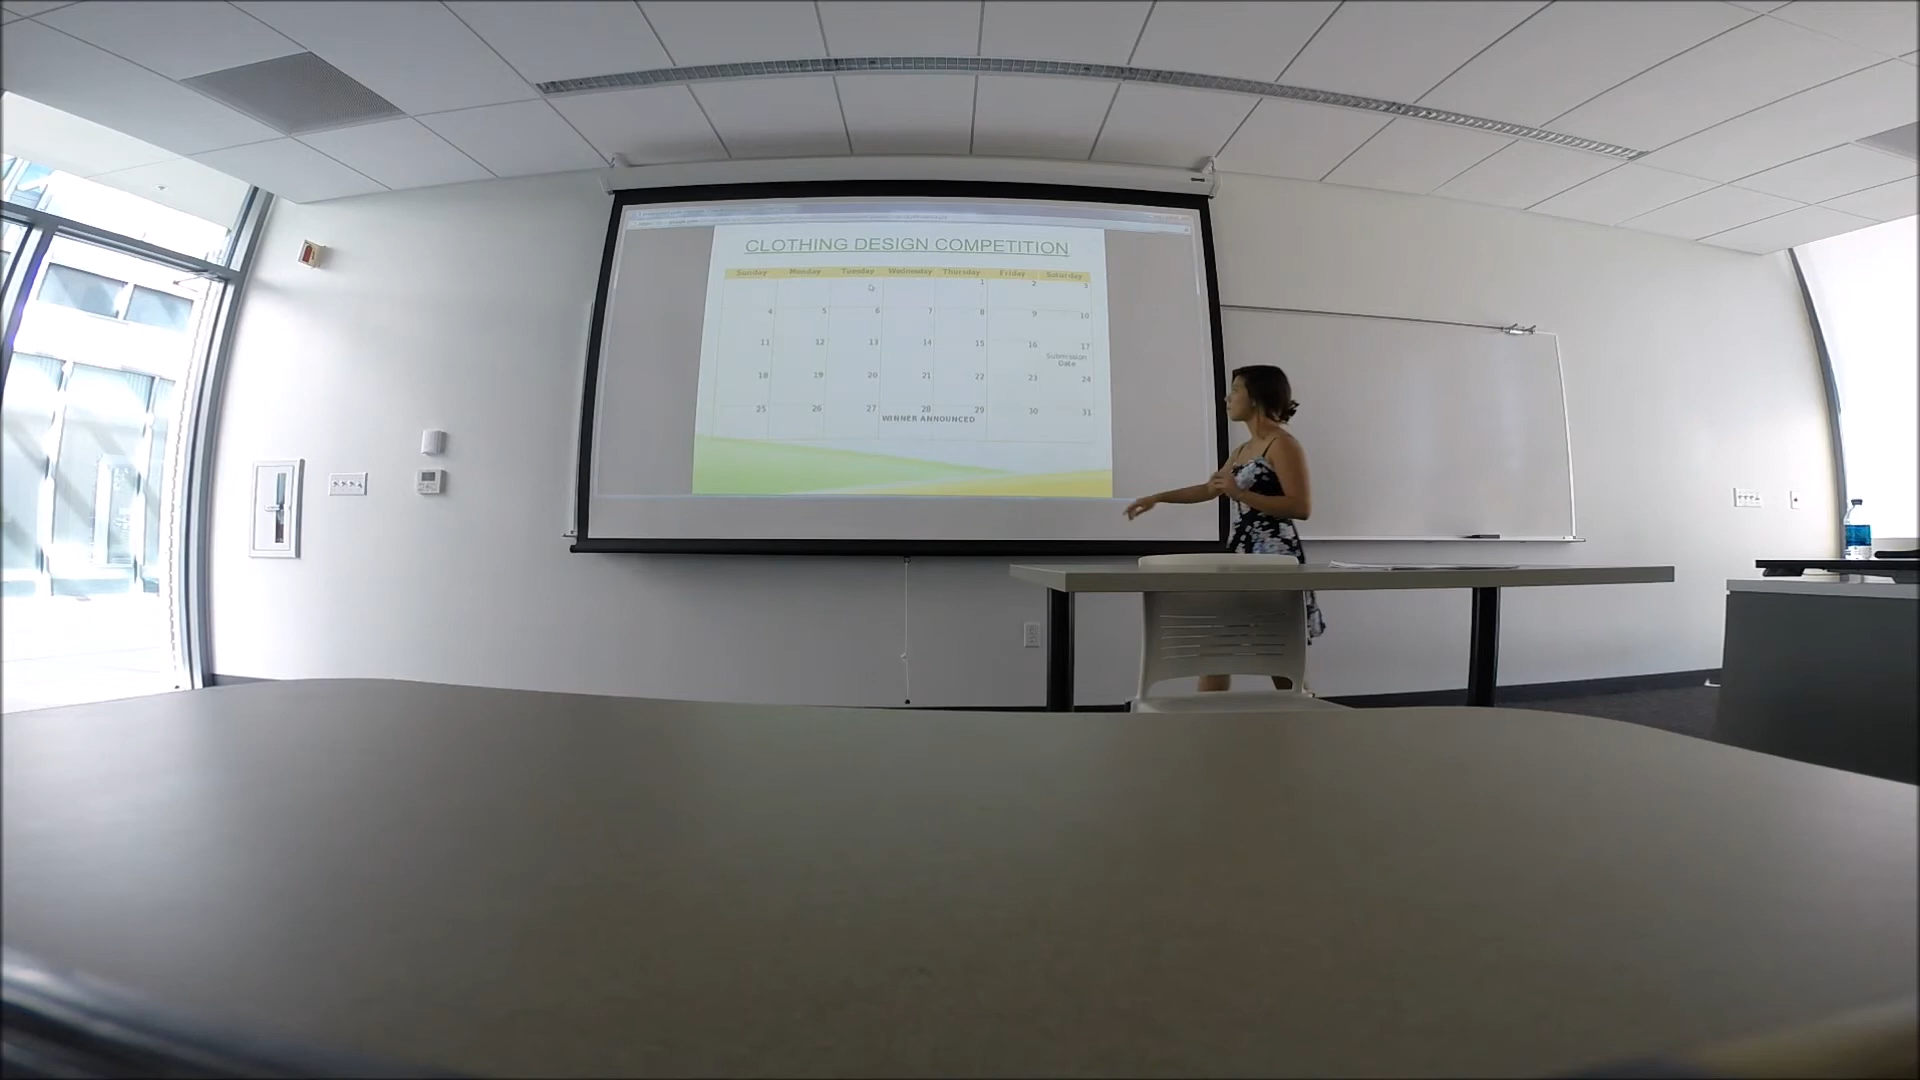 CLOTHING DESIGN COMPETITION
Sunday Monday Tuesday Wednesday Thursday Friday Saturday
1 2 3
4 5 6 7 8 9 10
11 12 13 14 15 16 17
Submission
Date
18 19 20 21 22 23 24
25 26 27 28 29 30 31
WINNER ANNOUNCED